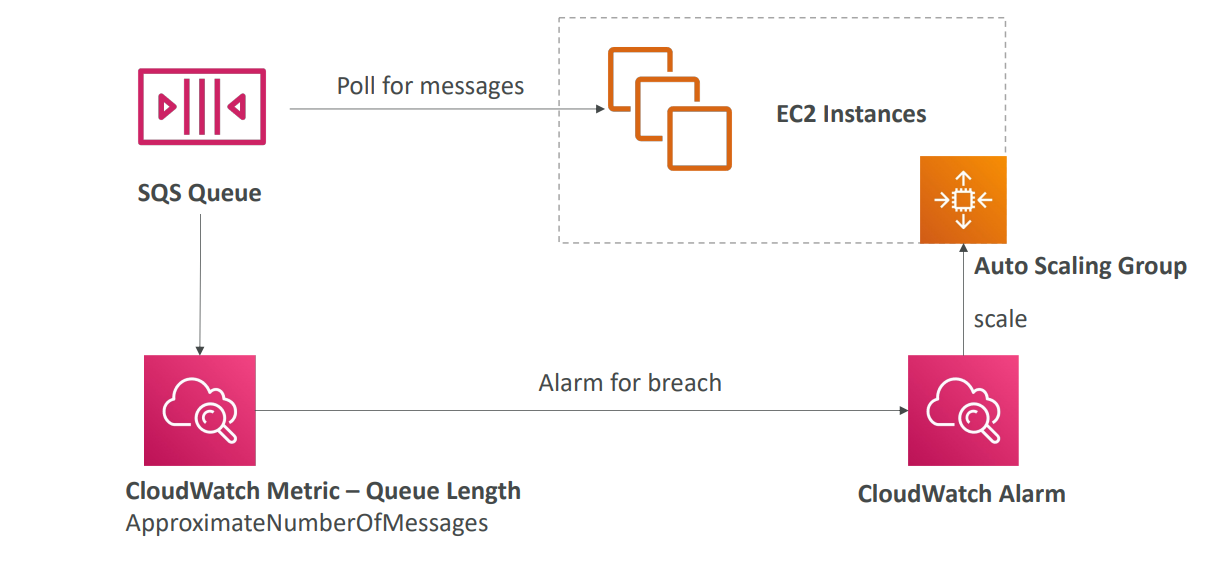 Poll for messages
EC2 Instances
SQS Queue
Auto Scaling Group
scale
Alarm for breach
CloudWatch Metric – Queue Length
ApproximateNumberOfMessages
CloudWatch Alarm